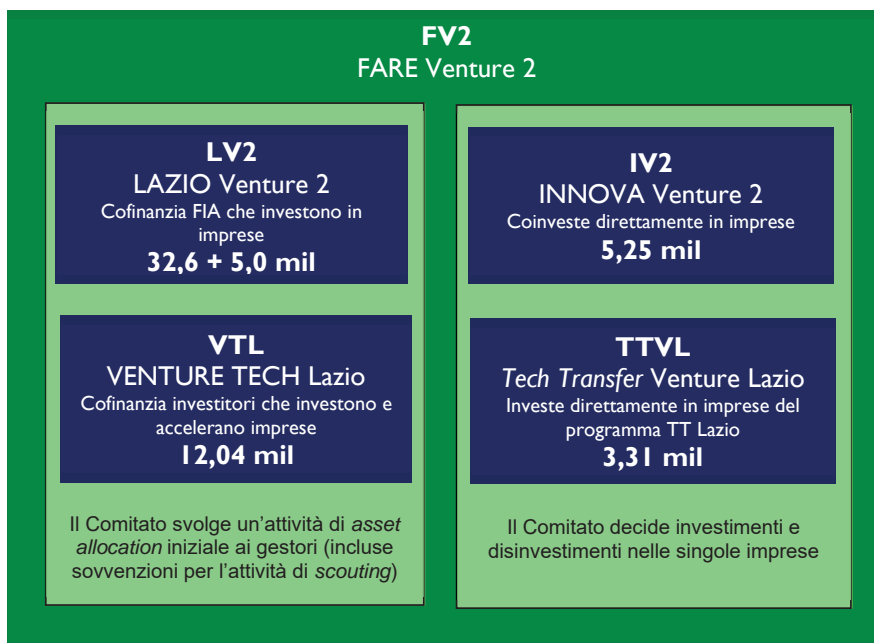 FV2
FARE Venture 2
LV2
LAZIO Venture 2
Cofinanzia FIA che investono in
imprese
32,6 + 5,0 mil
VTL
VENTURE TECH Lazio
Cofinanzia investitori che investono e
accelerano imprese
12,04 mil
Il Comitato svolge un’attività di asset
allocation iniziale ai gestori (incluse
sovvenzioni per l’attività di scouting)
IV2
INNOVA Venture 2
Coinveste direttamente in imprese
5,25 mil
TTVL
Tech Transfer Venture Lazio
Investe direttamente in imprese del
programma TT Lazio
3,31 mil
Il Comitato decide investimenti e
disinvestimenti nelle singole imprese